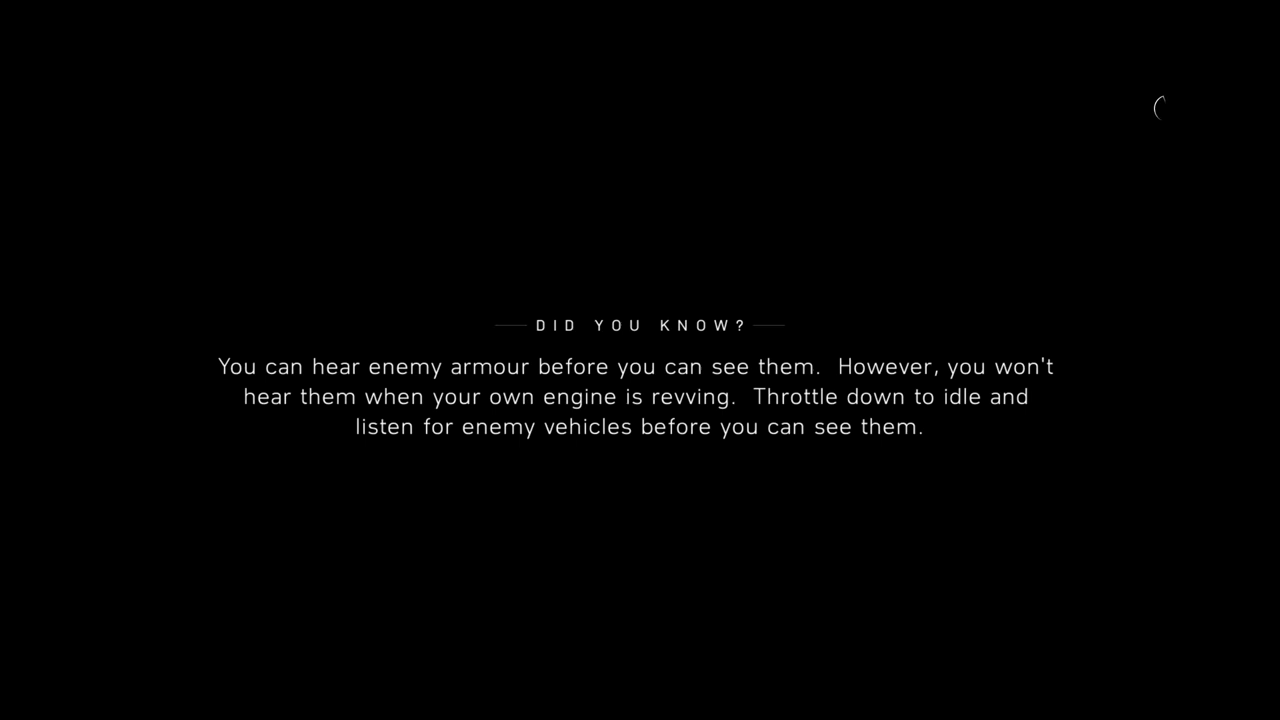 DID YOU KNOW?
You can hear enemy armour before you can see them.  However, you won't
hear them when your own engine is revving.  Throttle down to idle and
listen for enemy vehicles before you can see them.